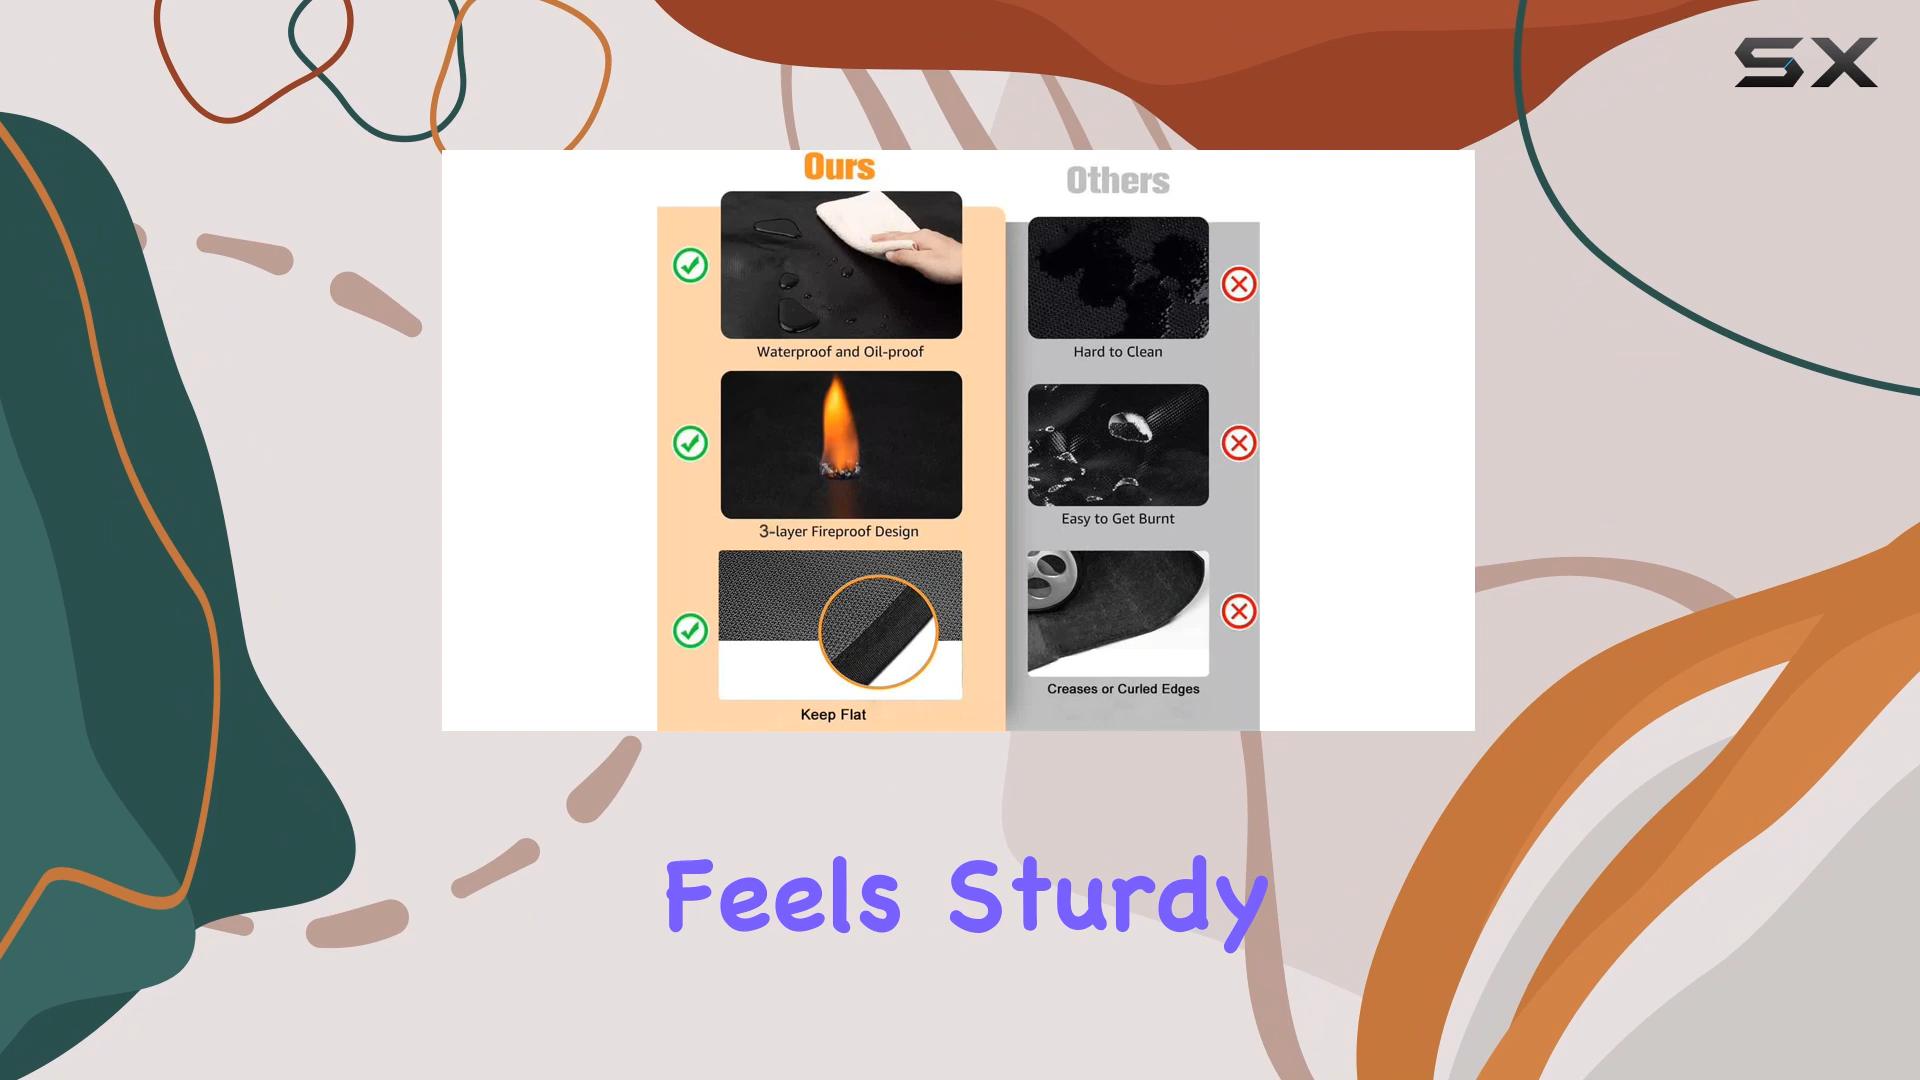 SX
Ours
Others
Waterproof and Oil-proof
Hard to Clean
3-layer Fireproof Design
Easy to Get Burnt
Keep Flat
Creases or Curled Edges
Feels Sturdy